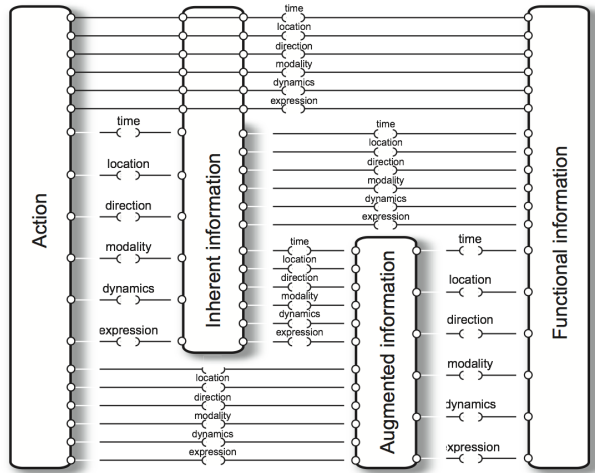 time
location
direction
modality
dynamics
expression
Action
time
location
direction
modality
dynamics
expression
Inherent information
time
location
direction
modality
dynamics
expression
time
location
direction
modality
dynamics
expression
location
direction
modality
dynamics
expression
Augmented information
time
location
direction
modality
dynamics
xpression
Functional information